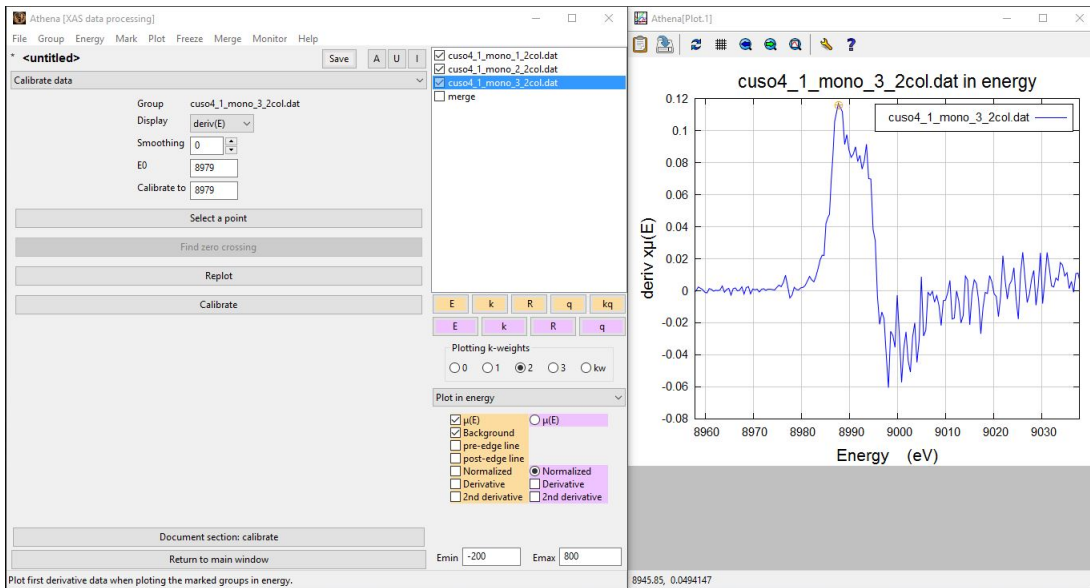 Athena [XAS data processing]
File Group Energy Mark Plot Freeze Merge Monitor Help
* <untitled>
Save
A U I
Calibrate data
Group cuso4_1_mono_3_2col.dat
Display deriv(E)
Smoothing 0
E0 8979
Calibrate to 8979
Select a point
Find zero crossing
Replot
Calibrate
Document section: calibrate
Return to main window
Plot first derivative data when ploting the marked groups in energy.
cuso4_1_mono_1_2col.dat
cuso4_1_mono_2_2col.dat
cuso4_1_mono_3_2col.dat
merge
E k R q kq
E k R q
Plotting k-weights
0 1 2 3 kw
Plot in energy
μ(E) μ(E)
Background
pre-edge line
post-edge line
Normalized Normalized
Derivative Derivative
2nd derivative 2nd derivative
Emin -200 Emax 800
Athena[Plot.1]
cuso4_1_mono_3_2col.dat in energy
cuso4_1_mono_3_2col.dat
deriv xμ(E)
0.12
0.1
0.08
0.06
0.04
0.02
0
-0.02
-0.04
-0.06
-0.08
8960 8970 8980 8990 9000 9010 9020 9030
Energy (eV)
8945.85, 0.0494147